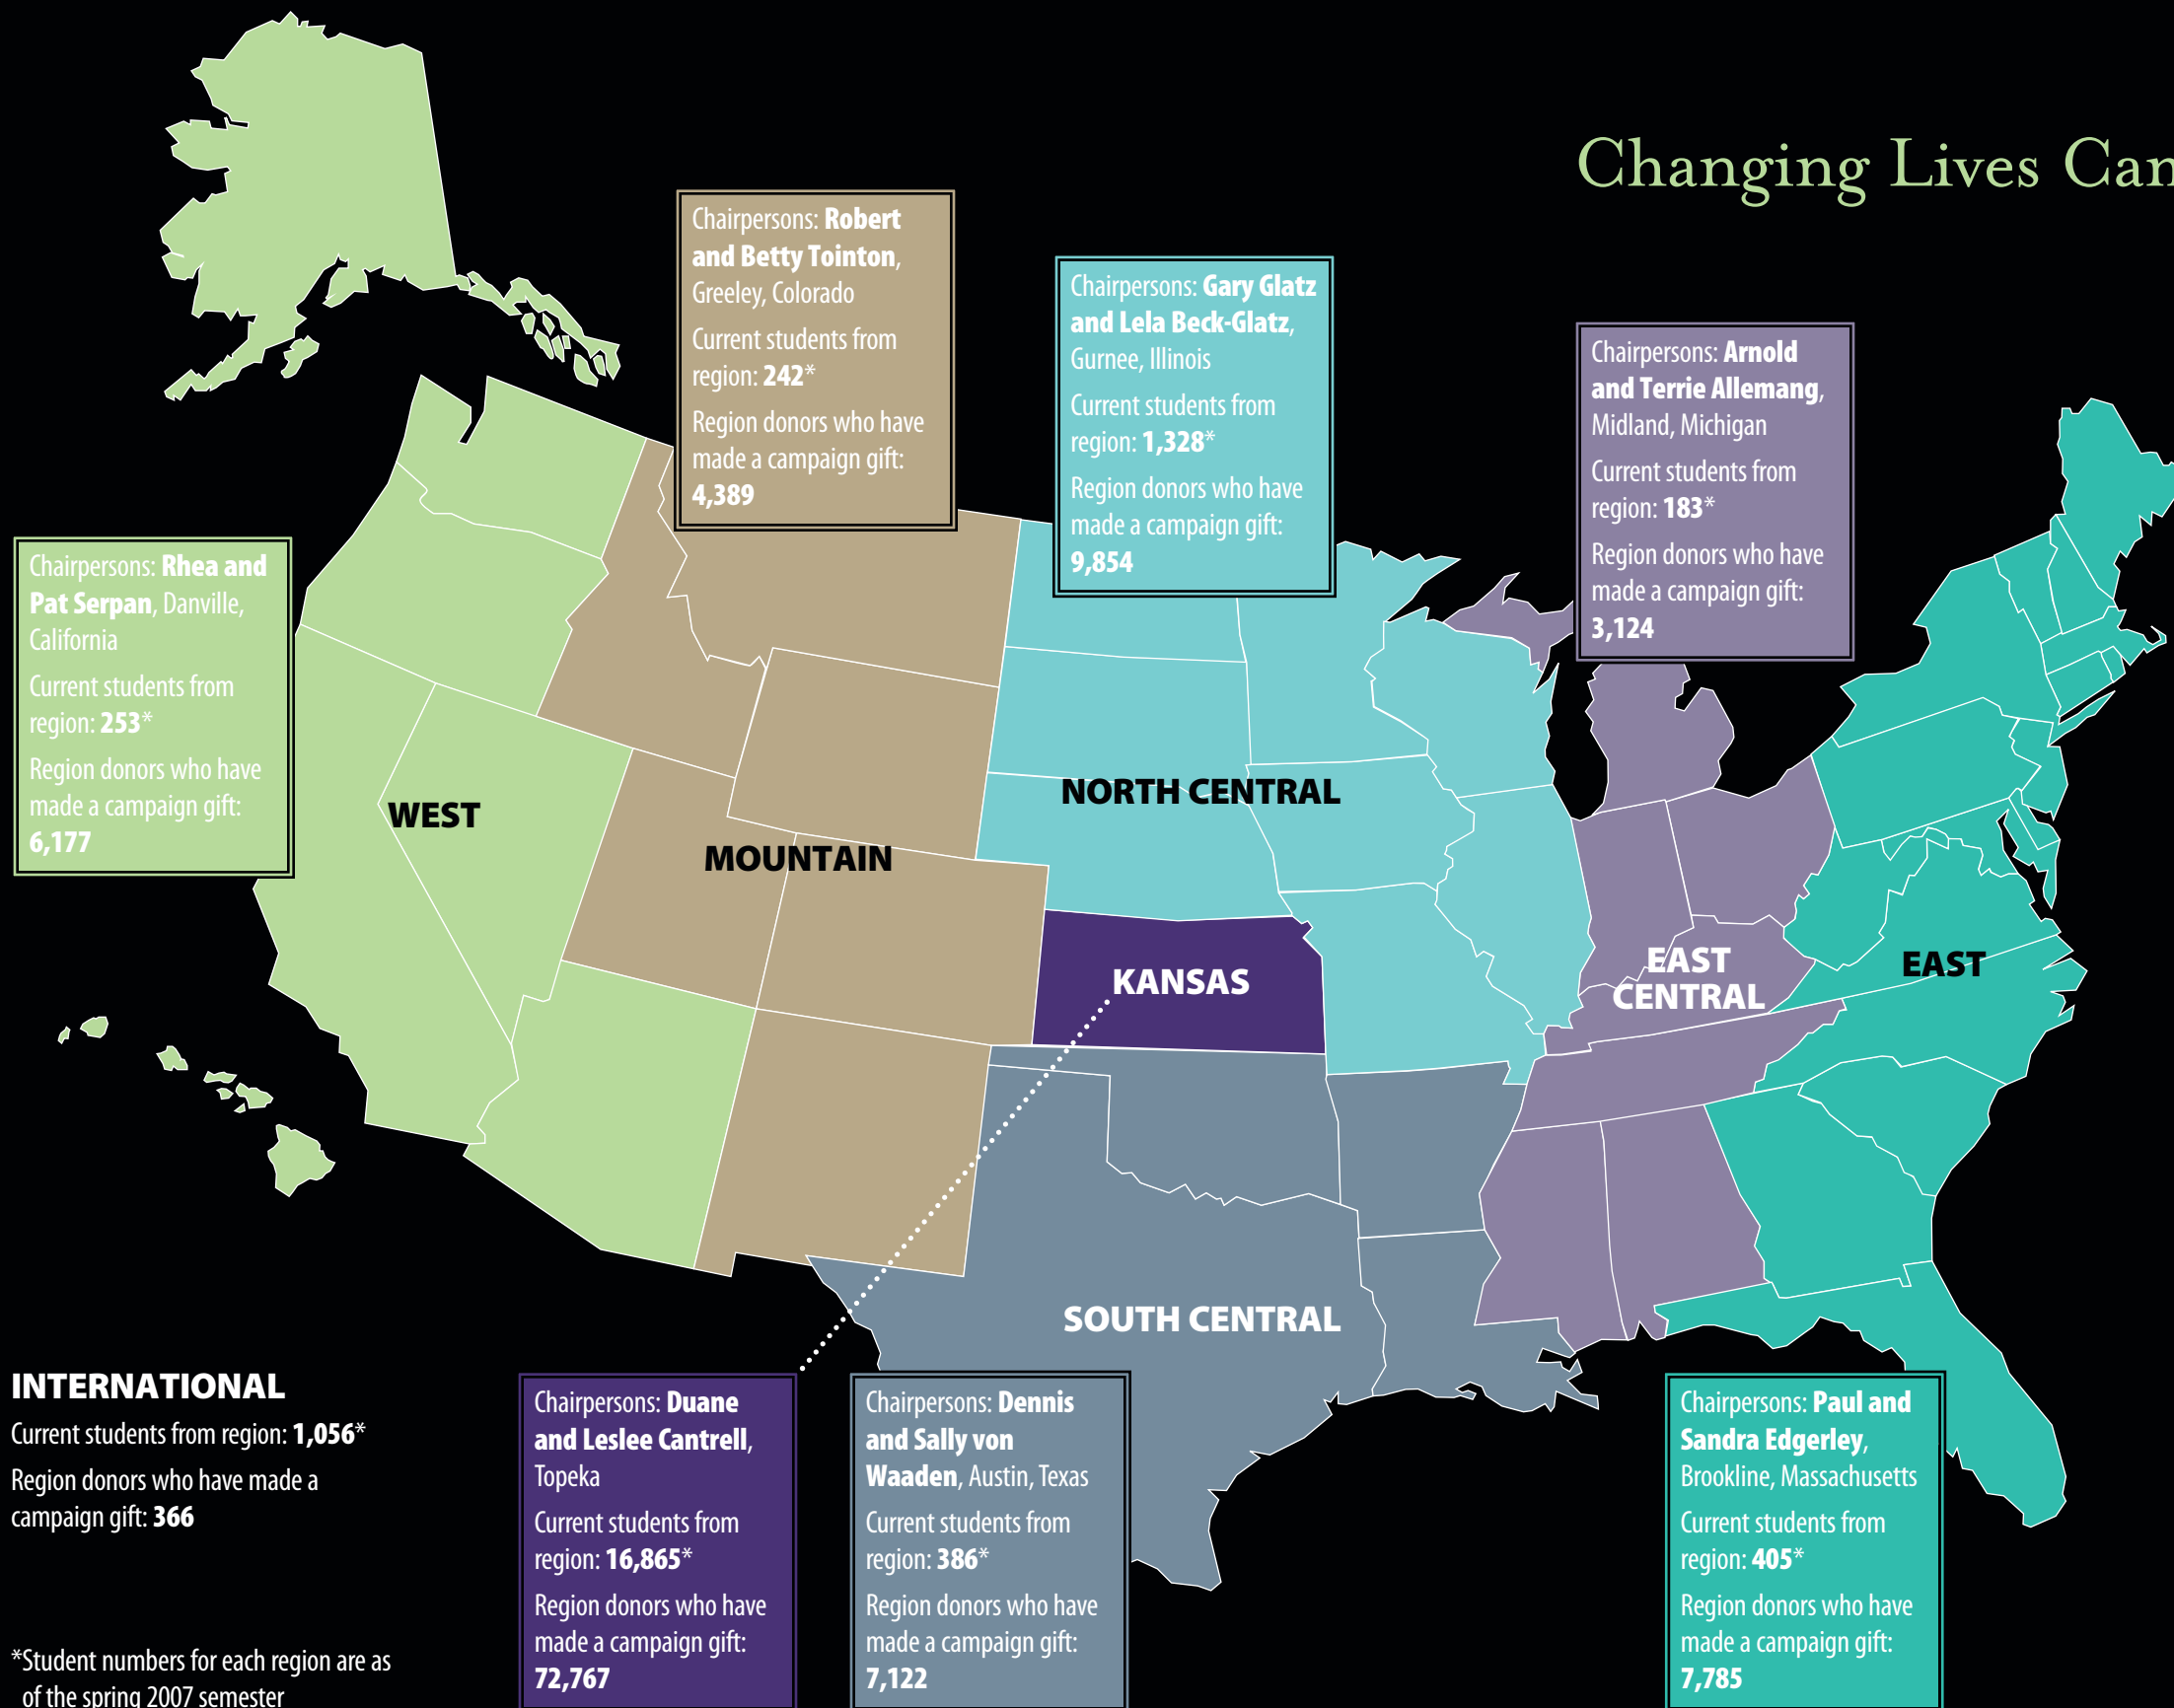 Changing Lives
Chairpersons: Robert
and Betty Tointon,
Greeley, Colorado
Current students from
region: 242*
Region donors who have
made a campaign gift:
4,389
Chairpersons: Gary Glatz
and Lela Beck-Glatz,
Gurnee, Illinois
Current students from
region: 1,328*
Region donors who have
made a campaign gift:
9,854
Chairpersons: Arnold
and Terrie Allemang,
Midland, Michigan
Current students from
region: 183*
Region donors who have
made a campaign gift:
3,124
Chairpersons: Rhea and
Pat Serpan, Danville,
California
Current students from
region: 253*
Region donors who have
made a campaign gift:
6,177
WEST
MOUNTAIN
NORTH CENTRAL
KANSAS
EAST
CENTRAL
EAST
SOUTH CENTRAL
INTERNATIONAL
Current students from region: 1,056*
Region donors who have made a
campaign gift: 366
*Student numbers for each region are as
of the spring 2007 semester
Chairpersons: Duane
and Leslee Cantrell,
Topeka
Current students from
region: 16,865*
Region donors who have
made a campaign gift:
72,767
Chairpersons: Dennis
and Sally von
Waaden, Austin, Texas
Current students from
region: 386*
Region donors who have
made a campaign gift:
7,122
Chairpersons: Paul and
Sandra Edgerley,
Brookline, Massachusetts
Current students from
region: 405*
Region donors who have
made a campaign gift:
7,785